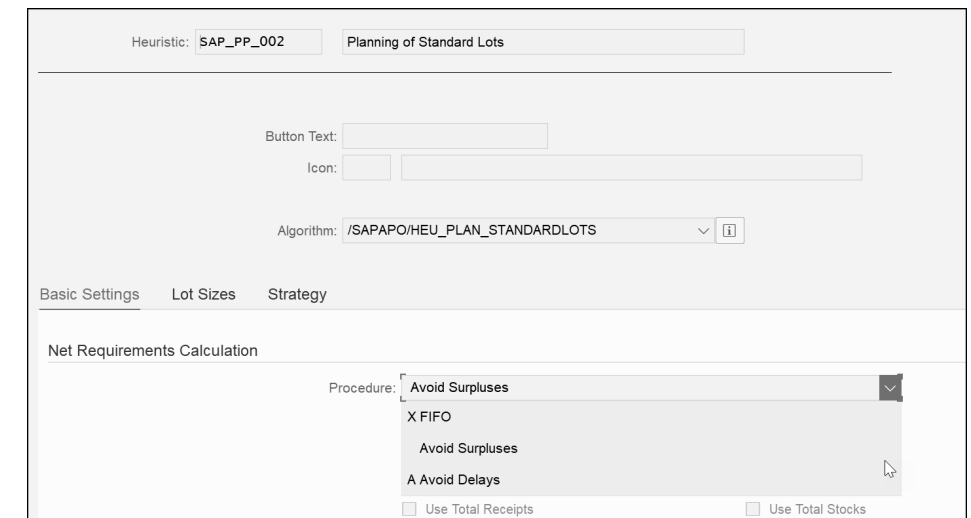 Heuristic: SAP_PP_002 Planning of Standard Lots
Button Text:
Icon:
Algorithm: /SAPAPO/HEU_PLAN_STANDARDLOTS
Basic Settings Lot Sizes Strategy
Net Requirements Calculation
Procedure: Avoid Surpluses
X FIFO
Avoid Surpluses
A Avoid Delays
Use Total Receipts Use Total Stocks